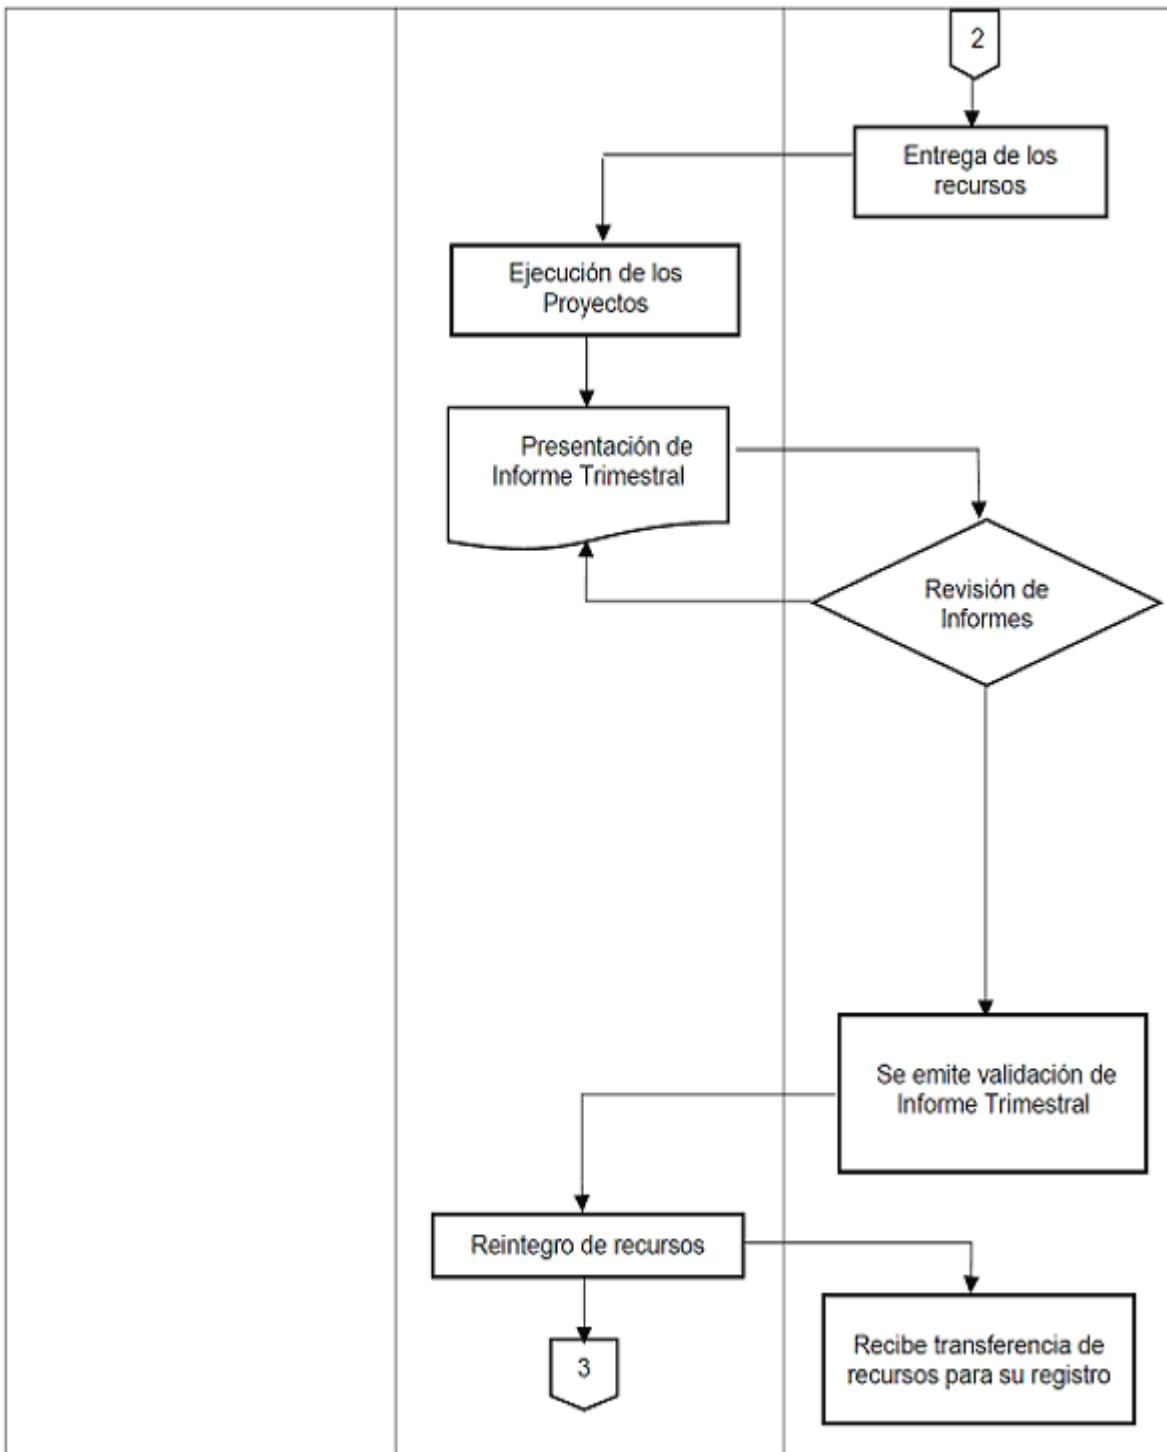 2
Entrega de los
recursos
Ejecución de los
Proyectos
Presentación de
Informe Trimestral
Revisión de
Informes
Se emite validación de
Informe Trimestral
Reintegro de recursos
Recibe transferencia de
recursos para su registro
3